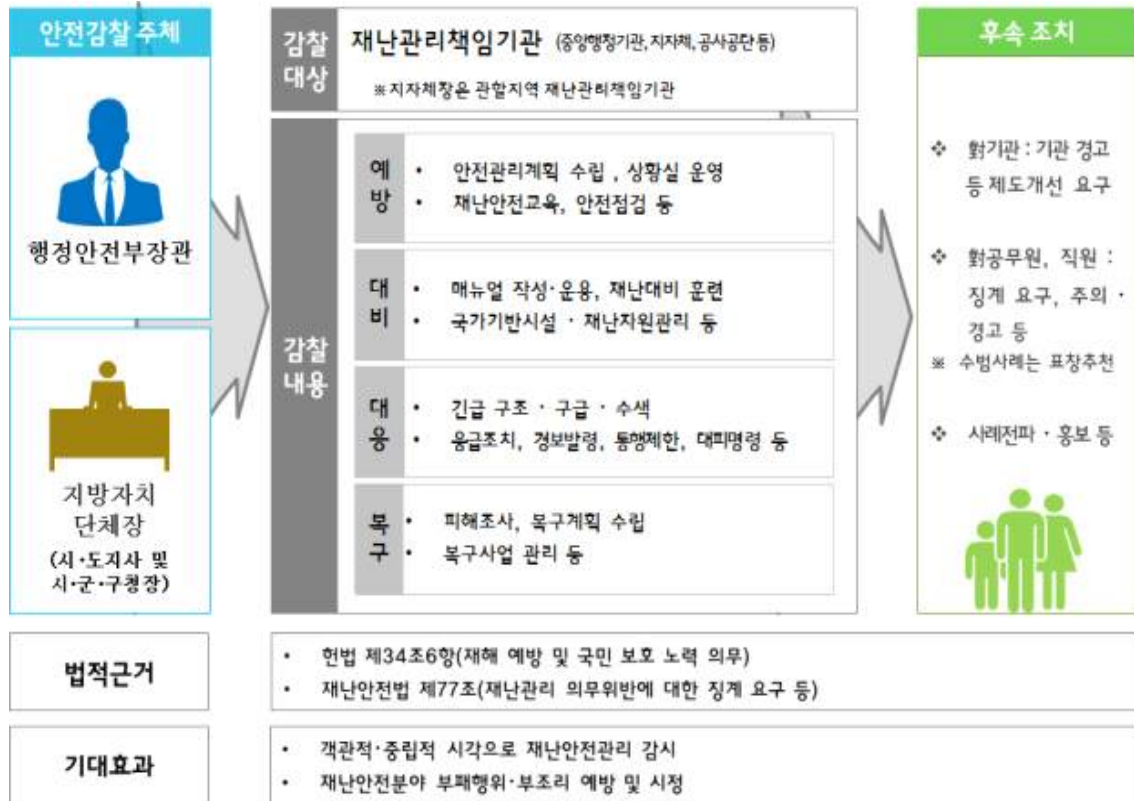 안전감찰 주체
행정안전부장관
지방자치
단체장
(시·도지사 및
시·군·구청장)
감찰
대상
재난관리책임기관 (중앙행정기관, 지자체, 공사공단 등)
※ 지자체장은 관할지역 재난관리책임기관
감찰
내용
예
방
• 안전관리계획 수립 , 상황실 운영
• 재난안전교육, 안전점검 등
대
비
• 매뉴얼 작성·운용, 재난대비 훈련
• 국가기반시설 · 재난자원관리 등
대
응
• 긴급 구조 · 구급 · 수색
• 응급조치, 경보발령, 통행제한, 대피명령 등
복
구
• 피해조사, 복구계획 수립
• 복구사업 관리 등
후속 조치
❖ 對기관 : 기관 경고
등 제도개선 요구
❖ 對공무원, 직원 :
징계 요구, 주의 ·
경고 등
※ 수범사례는 표창추천
❖ 사례전파 · 홍보 등
법적근거
• 헌법 제34조6항(재해 예방 및 국민 보호 노력 의무)
• 재난안전법 제77조(재난관리 의무위반에 대한 징계 요구 등)
기대효과
• 객관적·중립적 시각으로 재난안전관리 감시
• 재난안전분야 부패행위·부조리 예방 및 시정